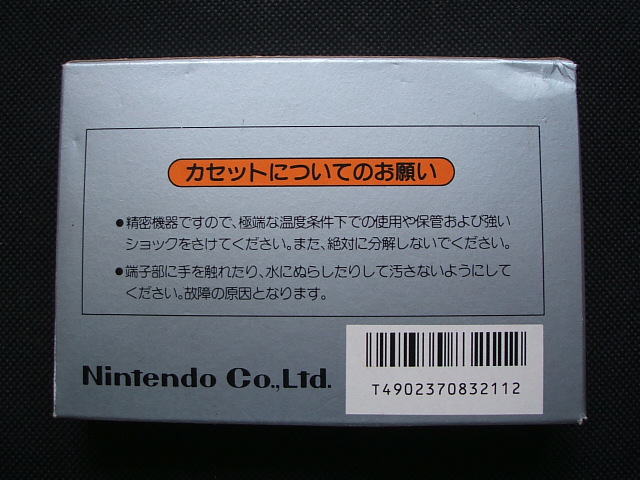 カセットについてのお願い
●精密機器ですので、極端な温度条件下での使用や保管および強い
ショックをさけてください。また、絶対に分解しないでください。
●端子部に手を触れたり、水にぬらしたりして汚さないようにして
ください。故障の原因となります。
Nintendo Co.,Ltd.
T4902370832112